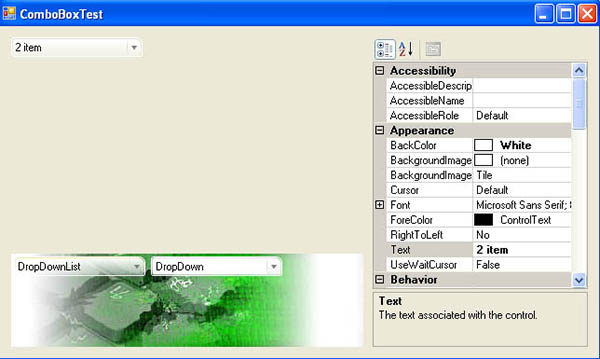 ComboBoxTest
2 item
Accessibility
AccessibleDescrip
AccessibleName
AccessibleRole Default
Appearance
BackColor White
BackgroundImage (none)
BackgroundImage Tile
Cursor Default
Font Microsoft Sans Serif;
ForeColor ControlText
RightToLeft No
Text 2 item
UseWaitCursor False
Behavior
DropDownList DropDown
Text
The text associated with the control.